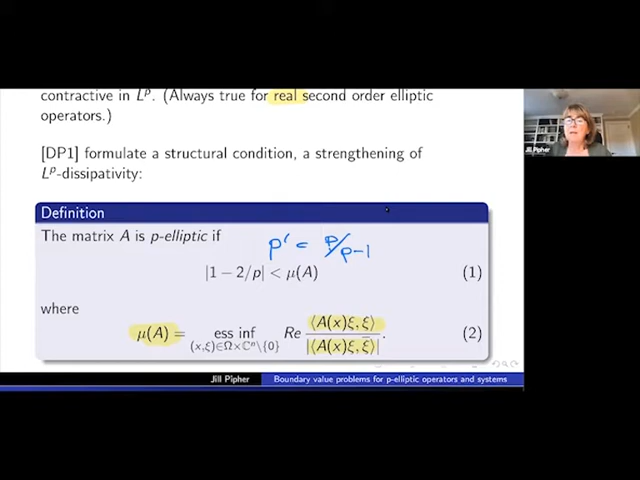 contractive in Lᵖ. (Always true for real second order elliptic
operators.)
[DP1] formulate a structural condition, a strengthening of
Lᵖ-dissipativity:
Definition
The matrix A is p-elliptic if
p' = p/p-1
|1 − 2/p| < μ(A) (1)
where
μ(A) = ess inf (x,ξ)∈Ω×ℂⁿ\{0} Re ⟨A(x)ξ, ξ⟩ / |⟨A(x)ξ, ξ̄⟩| . (2)
Jill Pipher Boundary value problems for p-elliptic operators and systems
Jill Pipher